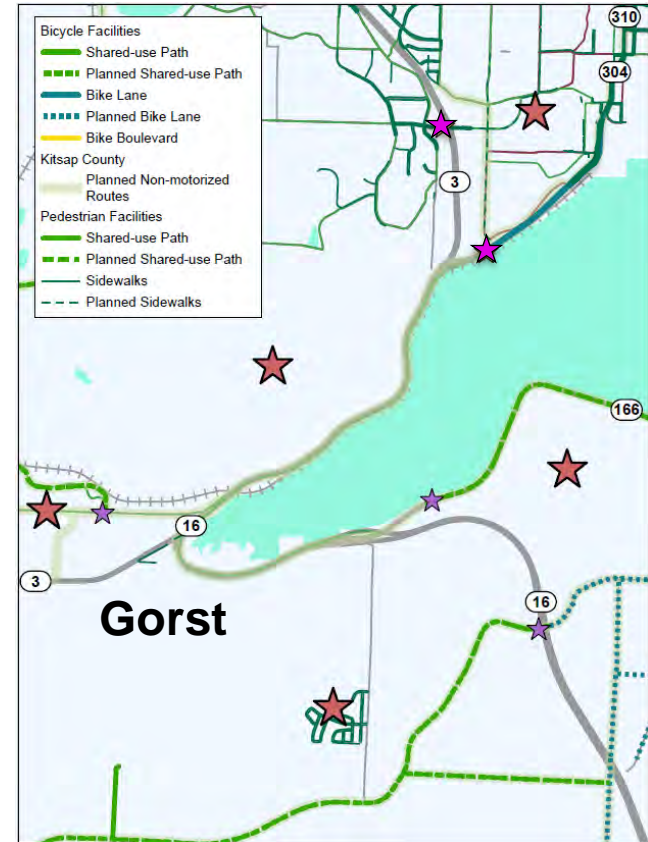 Bicycle Facilities
Shared-use Path
Planned Shared-use Path
Bike Lane
Planned Bike Lane
Bike Boulevard
Kitsap County
Planned Non-motorized
Routes
Pedestrian Facilities
Shared-use Path
Planned Shared-use Path
Sidewalks
Planned Sidewalks
310
304
3
166
16
3
16
Gorst